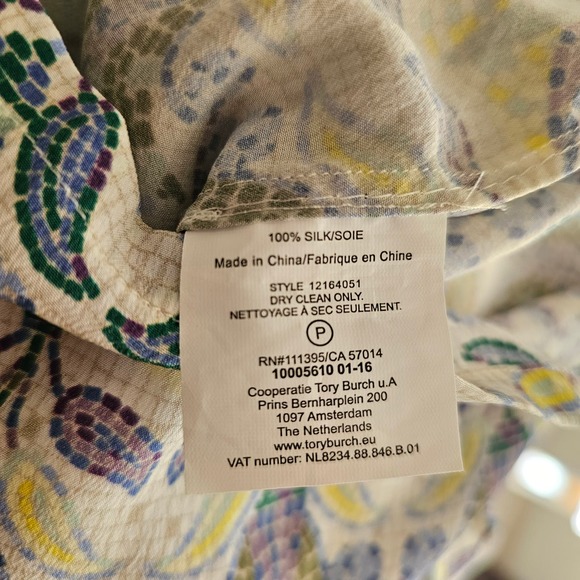 100% SILK/SOIE
Made in China/Fabrique en Chine
STYLE 12164051
DRY CLEAN ONLY.
NETTOYAGE À SEC SEULEMENT.
P
RN#111395/CA 57014
10005610 01-16
Cooperatie Tory Burch u.A
Prins Bernharplein 200
1097 Amsterdam
The Netherlands
www.toryburch.eu
VAT number: NL8234.88.846.B.01